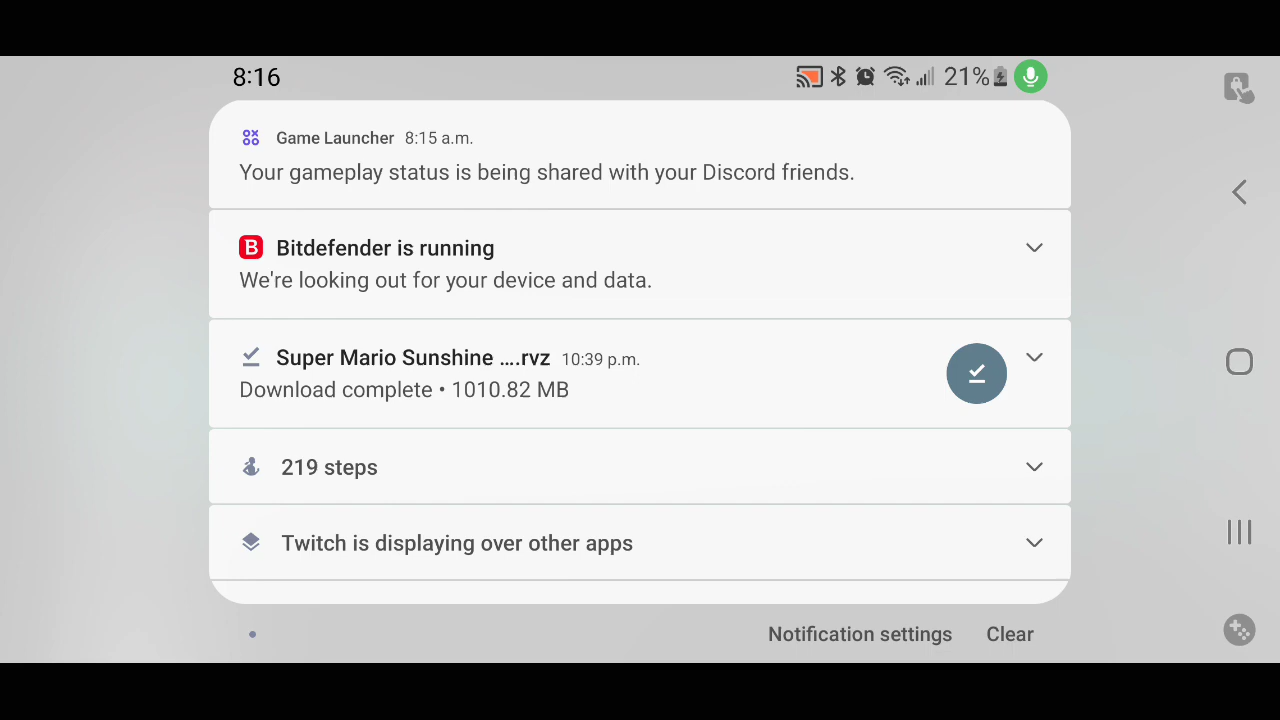 8:16
21%
Game Launcher 8:15 a.m.
Your gameplay status is being shared with your Discord friends.
B Bitdefender is running
We're looking out for your device and data.
Super Mario Sunshine ....rvz 10:39 p.m.
Download complete • 1010.82 MB
219 steps
Twitch is displaying over other apps
Notification settings Clear